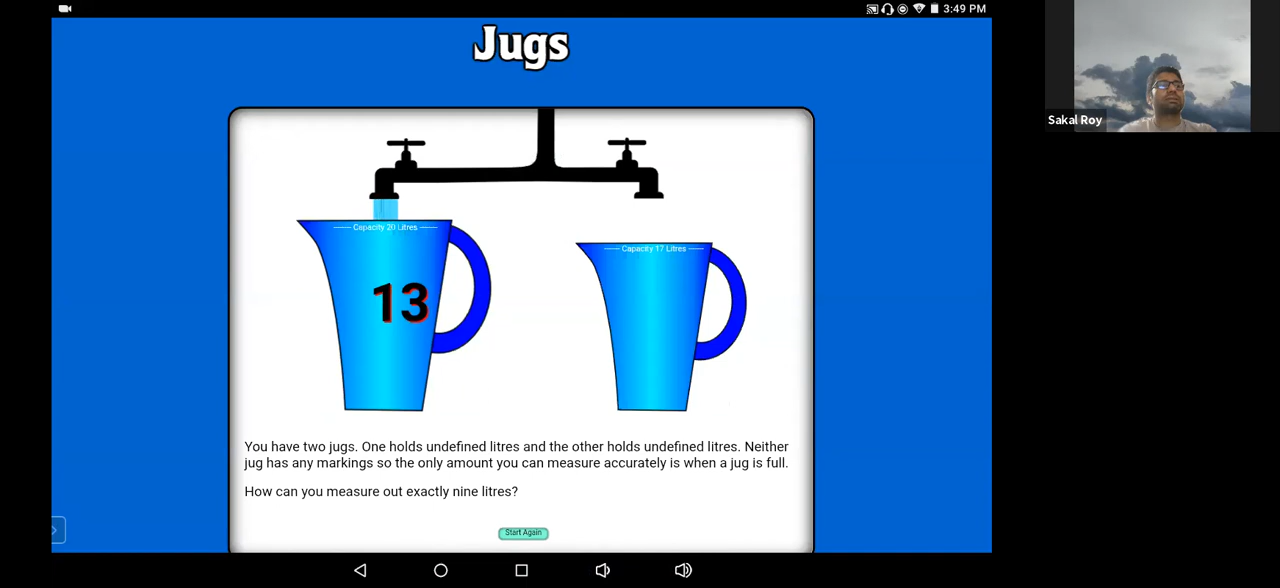 3:49 PM
Jugs
Sakal Roy
Capacity 20 Litres
Capacity 17 Litres
13
You have two jugs. One holds undefined litres and the other holds undefined litres. Neither
jug has any markings so the only amount you can measure accurately is when a jug is full.
How can you measure out exactly nine litres?
Start Again